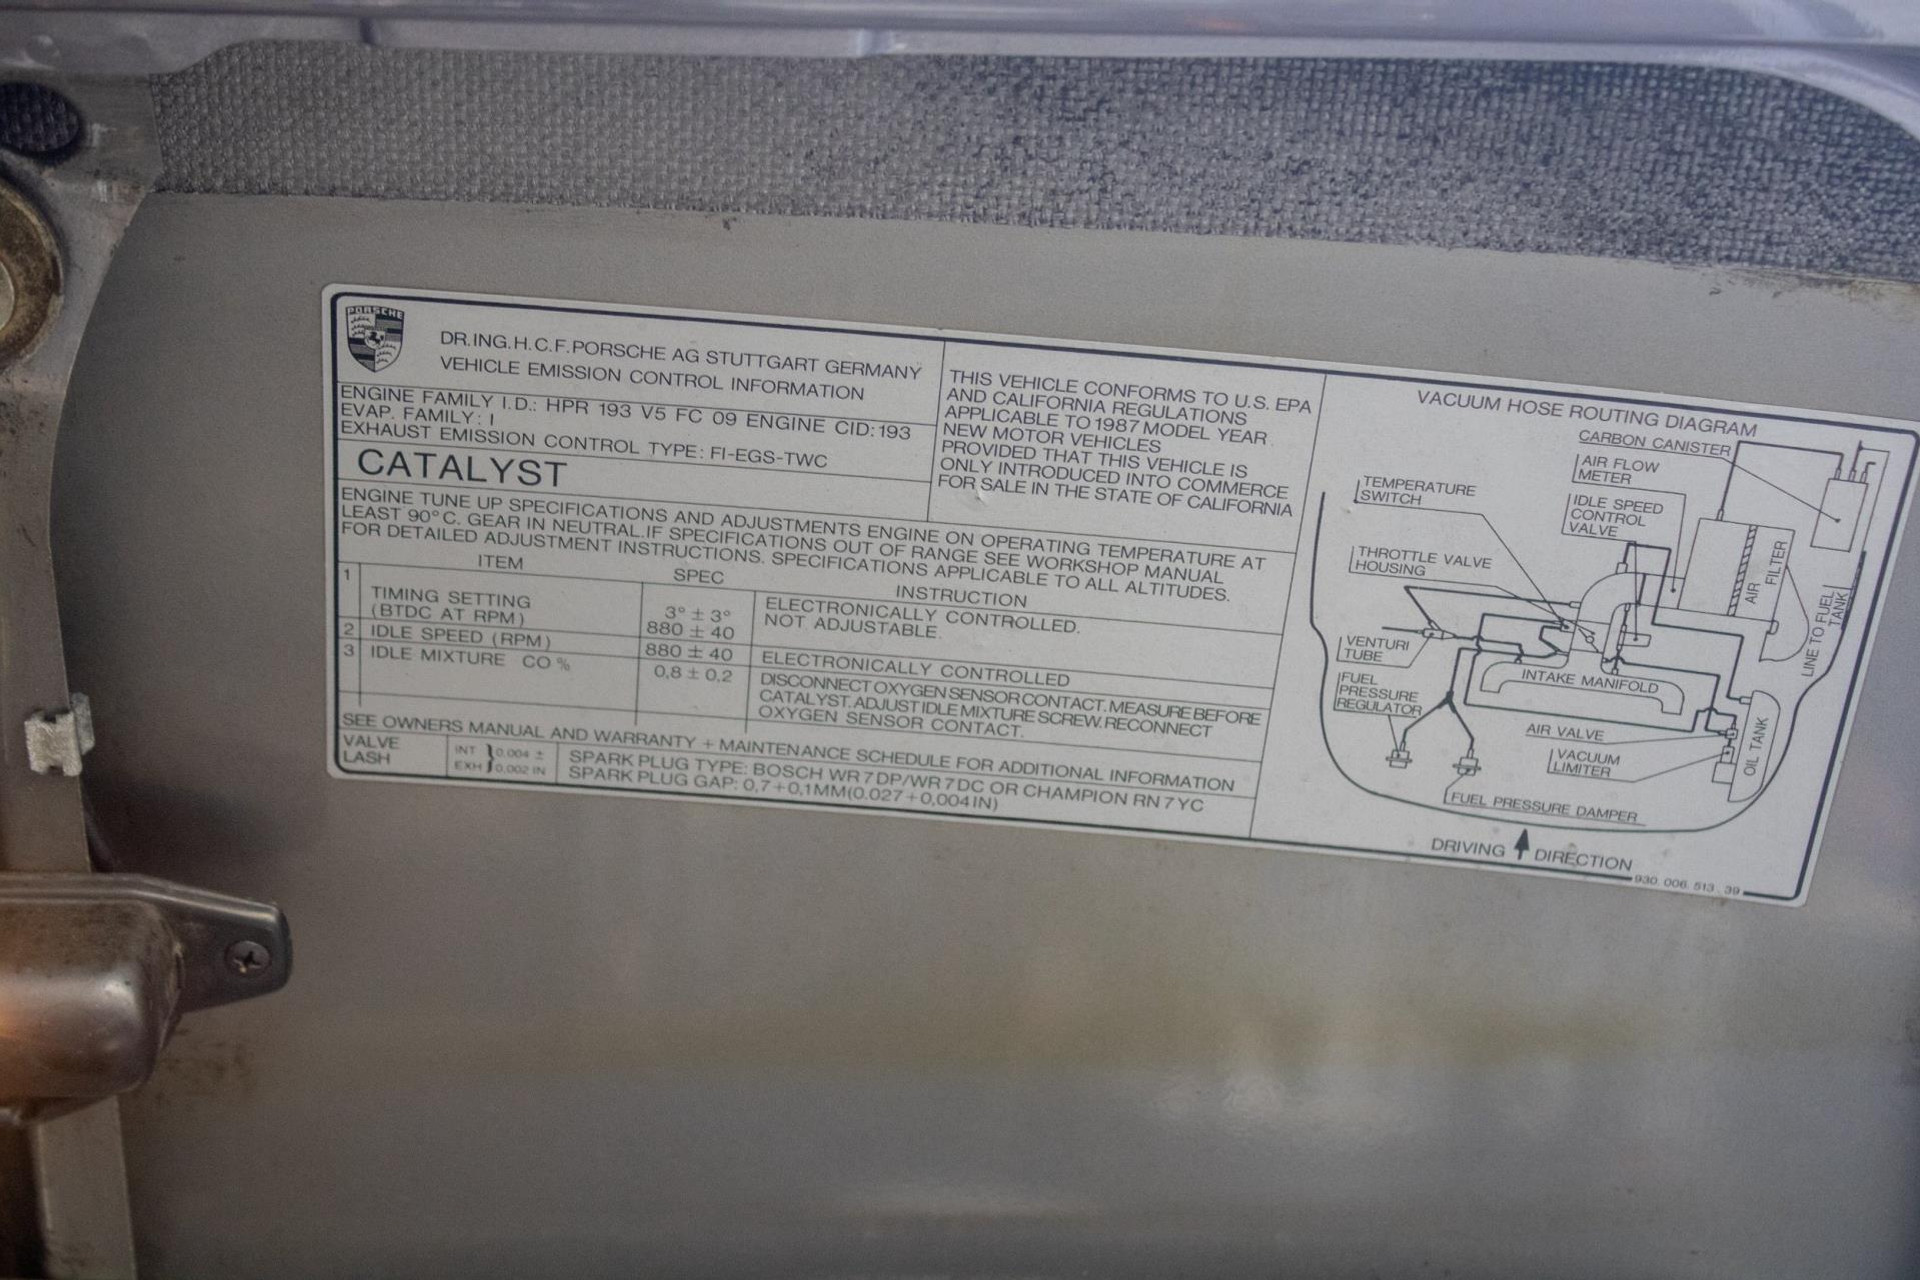 PORSCHE
DR.ING.H.C.F.PORSCHE AG STUTTGART GERMANY
VEHICLE EMISSION CONTROL INFORMATION
ENGINE FAMILY I.D.: HPR 193 V5 FC 09 ENGINE CID:193
EVAP. FAMILY: I
EXHAUST EMISSION CONTROL TYPE: FI-EGS-TWC
CATALYST
THIS VEHICLE CONFORMS TO U.S. EPA
AND CALIFORNIA REGULATIONS
APPLICABLE TO 1987 MODEL YEAR
NEW MOTOR VEHICLES
PROVIDED THAT THIS VEHICLE IS
ONLY INTRODUCED INTO COMMERCE
FOR SALE IN THE STATE OF CALIFORNIA
ENGINE TUNE UP SPECIFICATIONS AND ADJUSTMENTS ENGINE ON OPERATING TEMPERATURE AT
LEAST 90° C. GEAR IN NEUTRAL.IF SPECIFICATIONS OUT OF RANGE SEE WORKSHOP MANUAL
FOR DETAILED ADJUSTMENT INSTRUCTIONS. SPECIFICATIONS APPLICABLE TO ALL ALTITUDES.
ITEM SPEC INSTRUCTION
1 TIMING SETTING 3° ± 3° ELECTRONICALLY CONTROLLED.
(BTDC AT RPM) 880 ± 40 NOT ADJUSTABLE.
2 IDLE SPEED (RPM) 880 ± 40 ELECTRONICALLY CONTROLLED
3 IDLE MIXTURE CO % 0,8 ± 0,2 DISCONNECT OXYGEN SENSOR CONTACT. MEASURE BEFORE
CATALYST. ADJUST IDLE MIXTURE SCREW. RECONNECT
OXYGEN SENSOR CONTACT.
SEE OWNERS MANUAL AND WARRANTY + MAINTENANCE SCHEDULE FOR ADDITIONAL INFORMATION
VALVE
LASH
INT } 0.004 ±
EXH } 0,002 IN
SPARK PLUG TYPE: BOSCH WR 7 DP/WR 7 DC OR CHAMPION RN 7 YC
SPARK PLUG GAP: 0,7+0,1MM(0.027+0,004IN)
VACUUM HOSE ROUTING DIAGRAM
CARBON CANISTER
AIR FLOW
METER
TEMPERATURE
SWITCH
IDLE SPEED
CONTROL
VALVE
THROTTLE VALVE
HOUSING
AIR
FILTER
LINE TO FUEL
TANK
VENTURI
TUBE
FUEL
PRESSURE
REGULATOR
INTAKE MANIFOLD
AIR VALVE
VACUUM
LIMITER
OIL TANK
FUEL PRESSURE DAMPER
DRIVING DIRECTION
930. 006. 513. 39